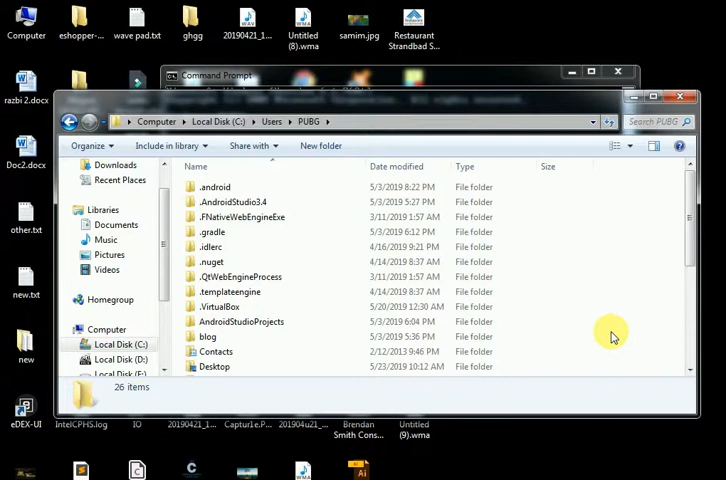 Computer
eshopper-...
wave pad.txt
ghgg
20190421_1...
Untitled
(8).wma
samim.jpg
Restaurant
Strandbad S...
Command Prompt
razbi 2.docx
Doc2.docx
other.txt
new.txt
new
eDEX-UI
Computer Local Disk (C:) Users PUBG
Search PUBG
Organize Include in library Share with New folder
Downloads
Recent Places
Libraries
Documents
Music
Pictures
Videos
Homegroup
Computer
Local Disk (C:)
Local Disk (D:)
Local Disk (E:)
Name Date modified Type Size
.android 5/3/2019 8:22 PM File folder
.AndroidStudio3.4 5/3/2019 5:27 PM File folder
.FNativeWebEngineExe 3/11/2019 1:57 AM File folder
.gradle 5/3/2019 6:12 PM File folder
.idlerc 4/16/2019 9:21 PM File folder
.nuget 4/14/2019 8:37 AM File folder
.QtWebEngineProcess 3/11/2019 1:57 AM File folder
.templateengine 4/14/2019 8:37 AM File folder
.VirtualBox 5/20/2019 12:30 AM File folder
AndroidStudioProjects 5/3/2019 6:04 PM File folder
blog 5/3/2019 5:36 PM File folder
Contacts 2/12/2013 9:46 PM File folder
Desktop 5/23/2019 10:12 AM File folder
26 items
IntelCPHS.log
IO
20190421_1...
Captur1e.P...
201904u21_...
Brendan
Smith Cons...
Untitled
(9).wma
Ai